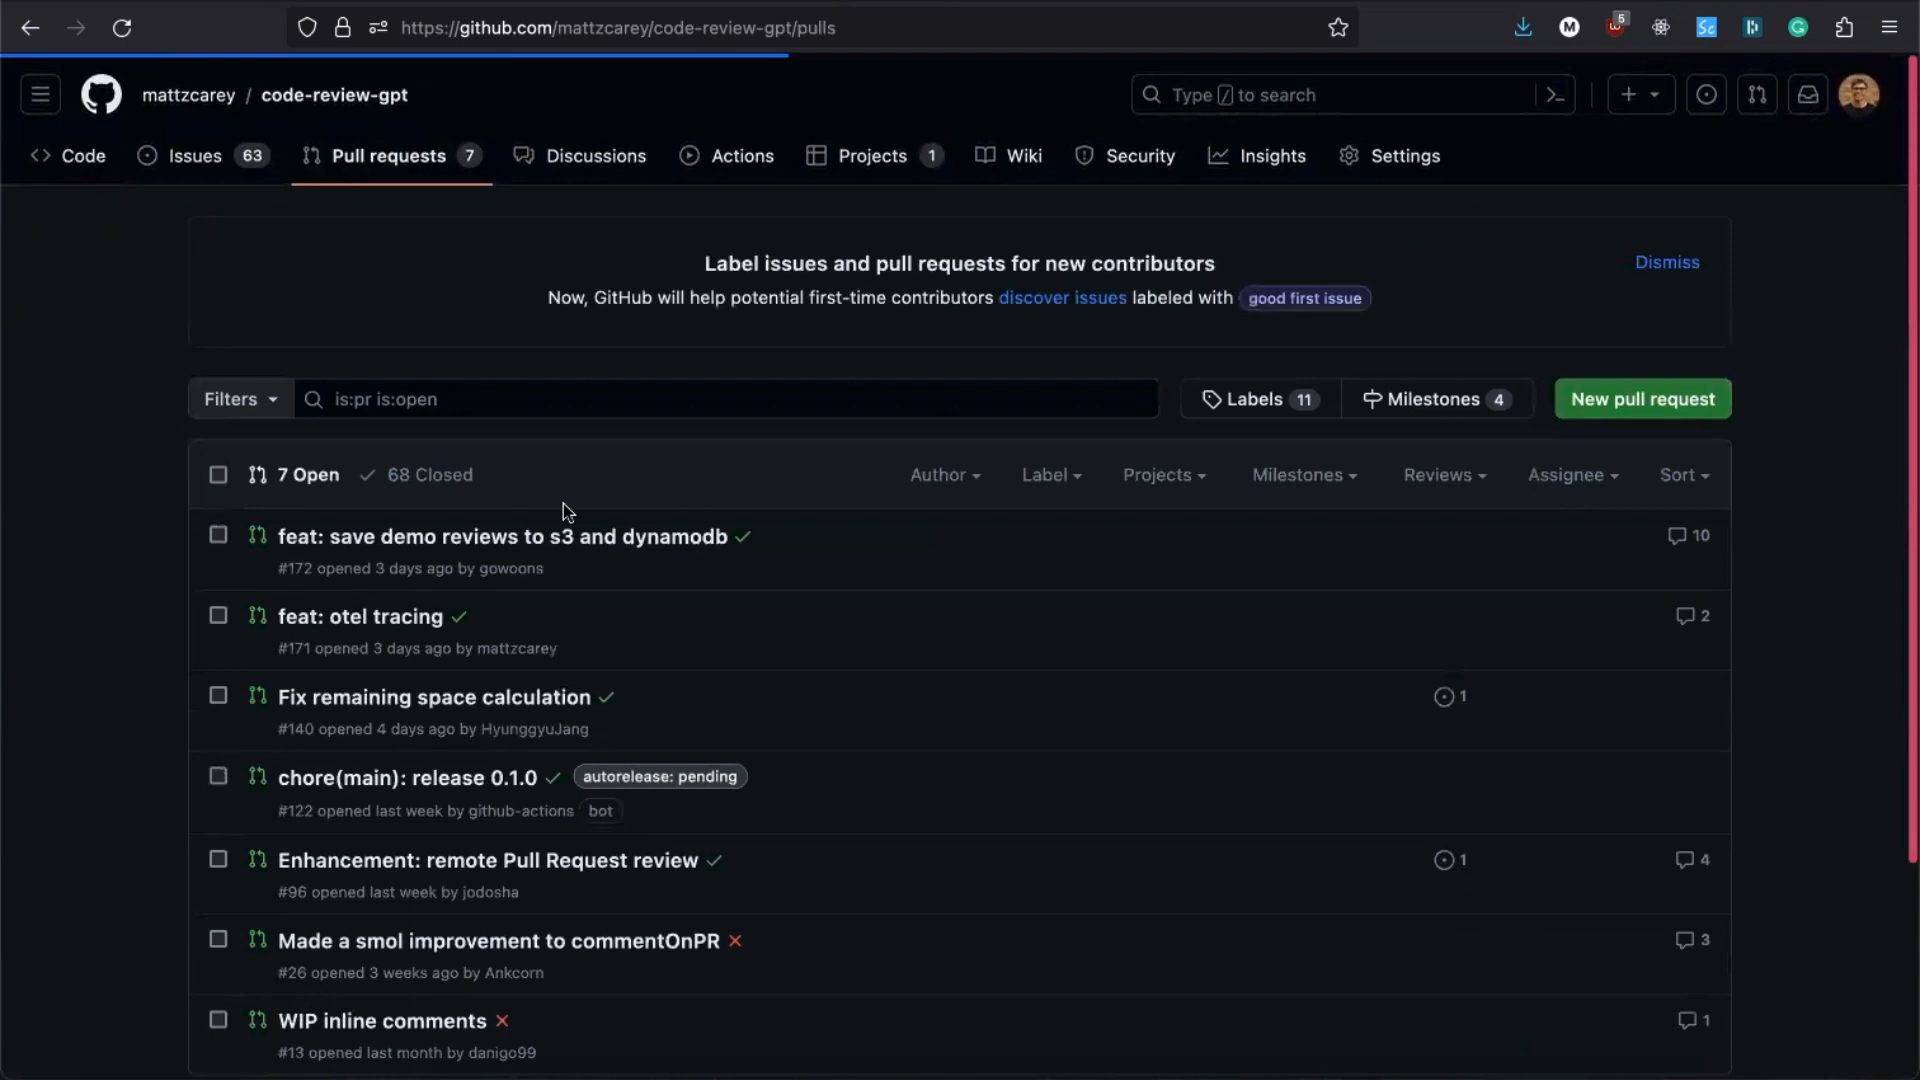 https://github.com/mattzcarey/code-review-gpt/pulls
5
mattzcarey / code-review-gpt
Type / to search
Code
Issues 63
Pull requests 7
Discussions
Actions
Projects 1
Wiki
Security
Insights
Settings
Label issues and pull requests for new contributors
Dismiss
Now, GitHub will help potential first-time contributors discover issues labeled with good first issue
Filters
is:pr is:open
Labels 11
Milestones 4
New pull request
7 Open
68 Closed
Author
Label
Projects
Milestones
Reviews
Assignee
Sort
feat: save demo reviews to s3 and dynamodb
10
#172 opened 3 days ago by gowoons
feat: otel tracing
2
#171 opened 3 days ago by mattzcarey
Fix remaining space calculation
1
#140 opened 4 days ago by HyunggyuJang
chore(main): release 0.1.0 autorelease: pending
#122 opened last week by github-actions bot
Enhancement: remote Pull Request review
1
4
#96 opened last week by jodosha
Made a smol improvement to commentOnPR
3
#26 opened 3 weeks ago by Ankcorn
WIP inline comments
1
#13 opened last month by danigo99